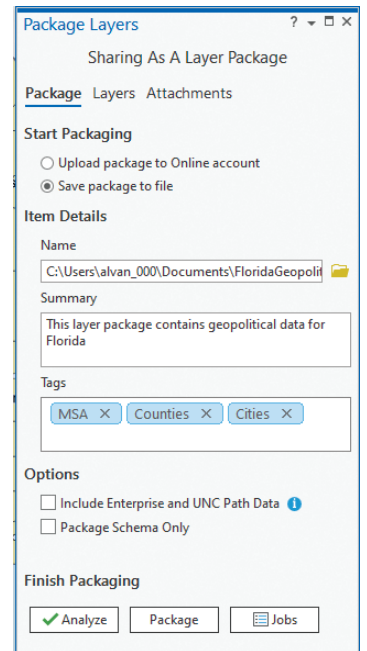 Package Layers
Sharing As A Layer Package
Package Layers Attachments
Start Packaging
Upload package to Online account
Save package to file
Item Details
Name
C:\Users\alvan_000\Documents\FloridaGeopolit
Summary
This layer package contains geopolitical data for
Florida
Tags
MSA × Counties × Cities ×
Options
Include Enterprise and UNC Path Data
Package Schema Only
Finish Packaging
Analyze Package Jobs